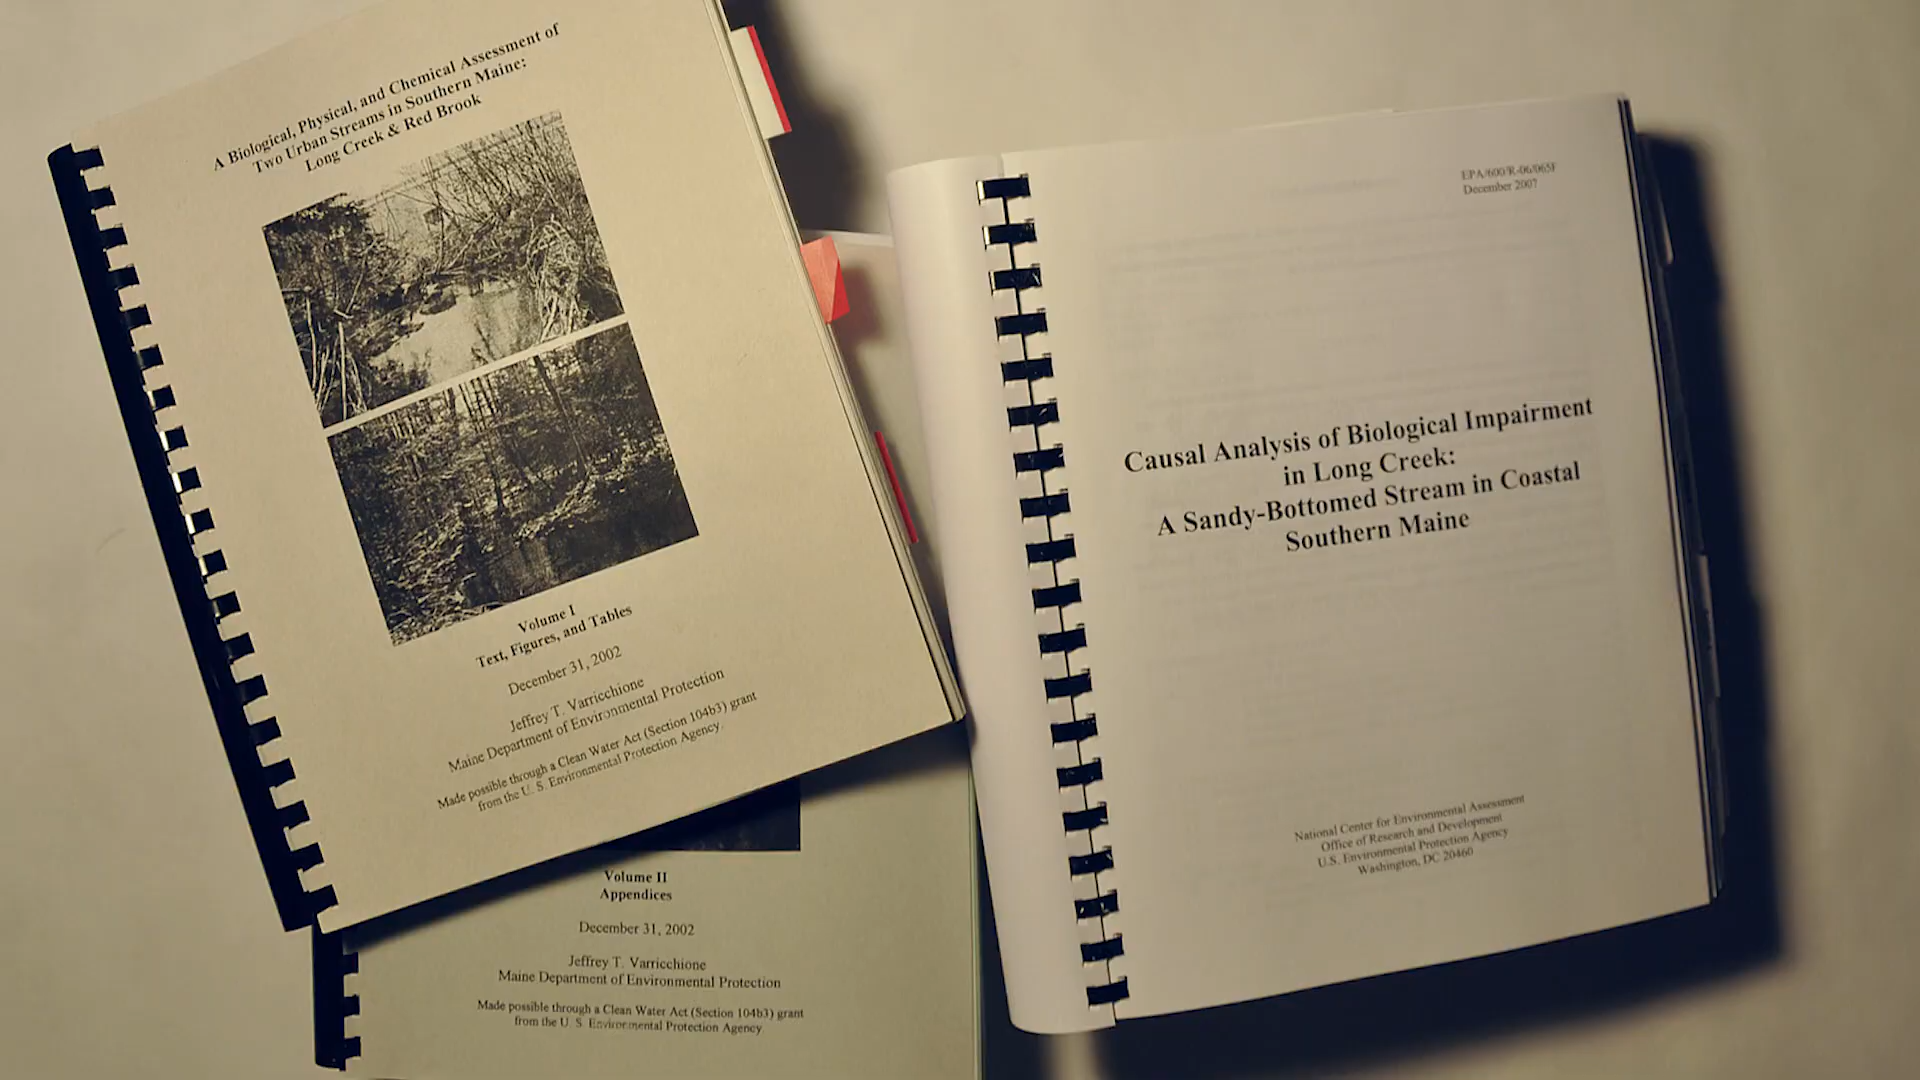 A Biological, Physical, and Chemical Assessment of
Two Urban Streams in Southern Maine:
Long Creek & Red Brook
Volume I
Text, Figures, and Tables
December 31, 2002
Jeffrey T. Varricchione
Maine Department of Environmental Protection
Made possible through a Clean Water Act (Section 104b3) grant
from the U. S. Environmental Protection Agency.
Volume II
Appendices
December 31, 2002
Jeffrey T. Varricchione
Maine Department of Environmental Protection
Made possible through a Clean Water Act (Section 104b3) grant
from the U. S. Environmental Protection Agency
EPA/600/R-06/065F
December 2007
Causal Analysis of Biological Impairment
in Long Creek:
A Sandy-Bottomed Stream in Coastal
Southern Maine
National Center for Environmental Assessment
Office of Research and Development
U.S. Environmental Protection Agency
Washington, DC 20460